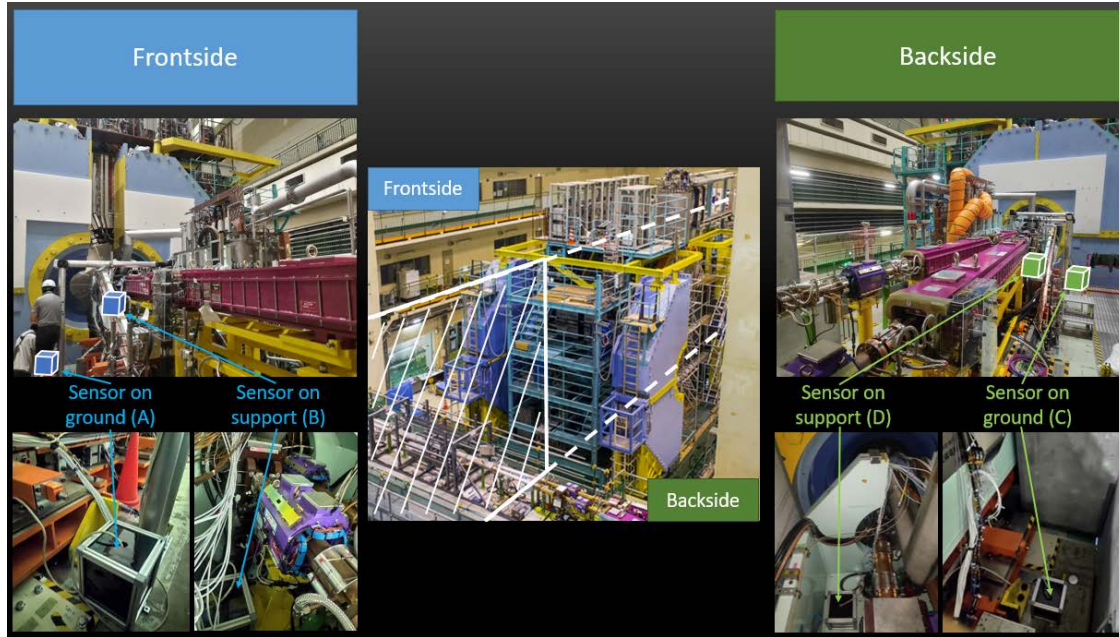 Frontside
Backside
Frontside
Backside
Sensor on
ground (A)
Sensor on
support (B)
Sensor on
support (D)
Sensor on
ground (C)